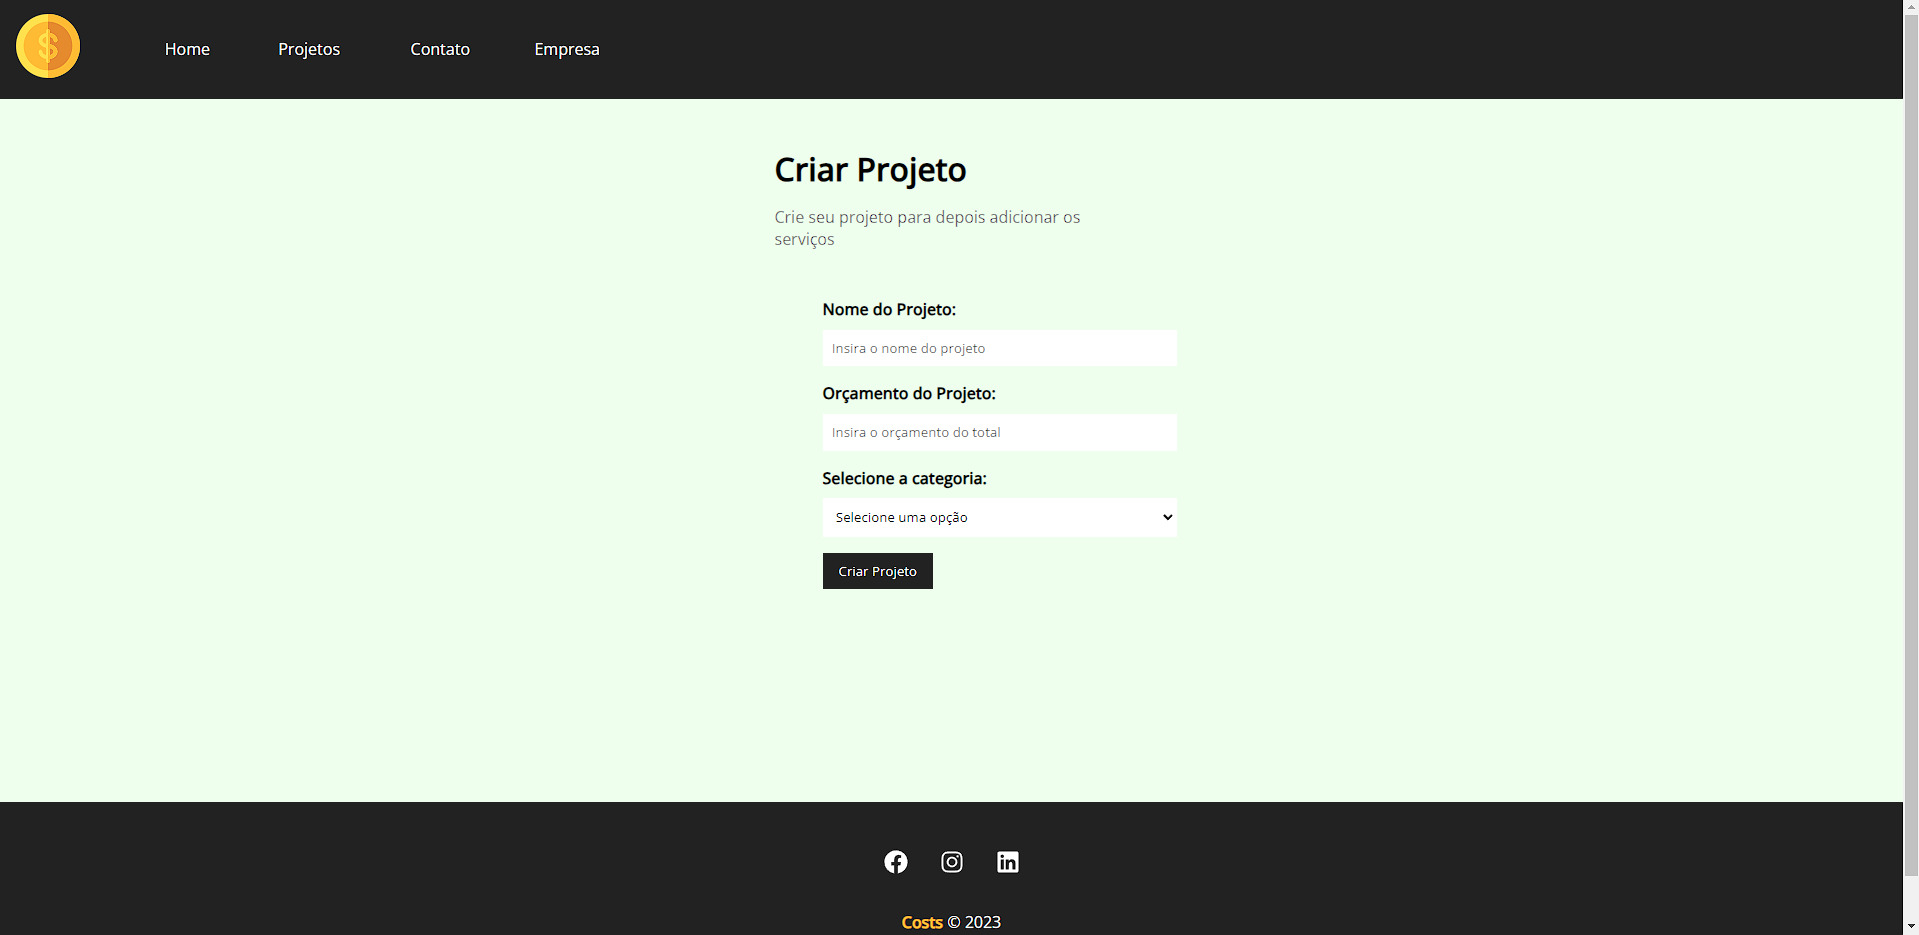 $
Home Projetos Contato Empresa
Criar Projeto
Crie seu projeto para depois adicionar os
serviços
Nome do Projeto:
Insira o nome do projeto
Orçamento do Projeto:
Insira o orçamento do total
Selecione a categoria:
Selecione uma opção
Criar Projeto
Costs © 2023